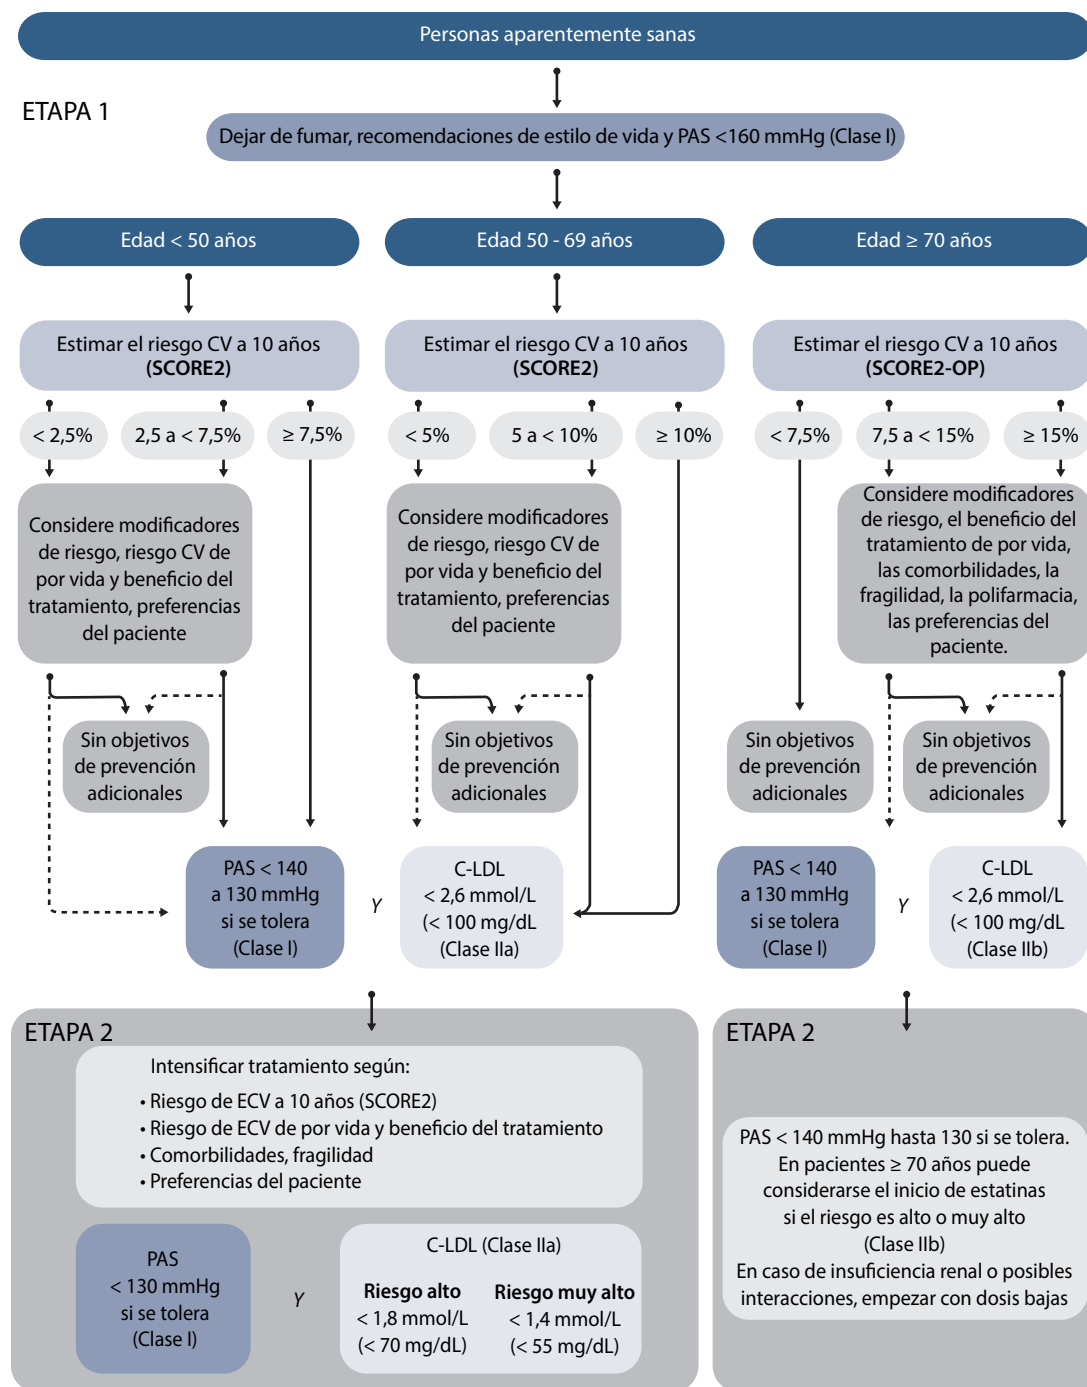 Personas aparentemente sanas
ETAPA 1
Dejar de fumar, recomendaciones de estilo de vida y PAS <160 mmHg (Clase I)
Edad < 50 años
Edad 50 - 69 años
Edad ≥ 70 años
Estimar el riesgo CV a 10 años
(SCORE2)
Estimar el riesgo CV a 10 años
(SCORE2)
Estimar el riesgo CV a 10 años
(SCORE2-OP)
< 2,5%
2,5 a < 7,5%
≥ 7,5%
< 5%
5 a < 10%
≥ 10%
< 7,5%
7,5 a < 15%
≥ 15%
Considere modificadores
de riesgo, riesgo CV de
por vida y beneficio del
tratamiento, preferencias
del paciente
Considere modificadores
de riesgo, riesgo CV de
por vida y beneficio del
tratamiento, preferencias
del paciente
Considere modificadores
de riesgo, el beneficio del
tratamiento de por vida,
las comorbilidades, la
fragilidad, la polifarmacia,
las preferencias del
paciente.
Sin objetivos
de prevención
adicionales
Sin objetivos
de prevención
adicionales
Sin objetivos
de prevención
adicionales
Sin objetivos
de prevención
adicionales
PAS < 140
a 130 mmHg
si se tolera
(Clase I)
Y
C-LDL
< 2,6 mmol/L
(< 100 mg/dL
(Clase IIa)
PAS < 140
a 130 mmHg
si se tolera
(Clase I)
Y
C-LDL
< 2,6 mmol/L
(< 100 mg/dL
(Clase IIb)
ETAPA 2
Intensificar tratamiento según:
• Riesgo de ECV a 10 años (SCORE2)
• Riesgo de ECV de por vida y beneficio del tratamiento
• Comorbilidades, fragilidad
• Preferencias del paciente
PAS
< 130 mmHg
si se tolera
(Clase I)
Y
C-LDL (Clase IIa)
Riesgo alto
< 1,8 mmol/L
(< 70 mg/dL)
Riesgo muy alto
< 1,4 mmol/L
(< 55 mg/dL)
ETAPA 2
PAS < 140 mmHg hasta 130 si se tolera.
En pacientes ≥ 70 años puede
considerarse el inicio de estatinas
si el riesgo es alto o muy alto
(Clase IIb)
En caso de insuficiencia renal o posibles
interacciones, empezar con dosis bajas